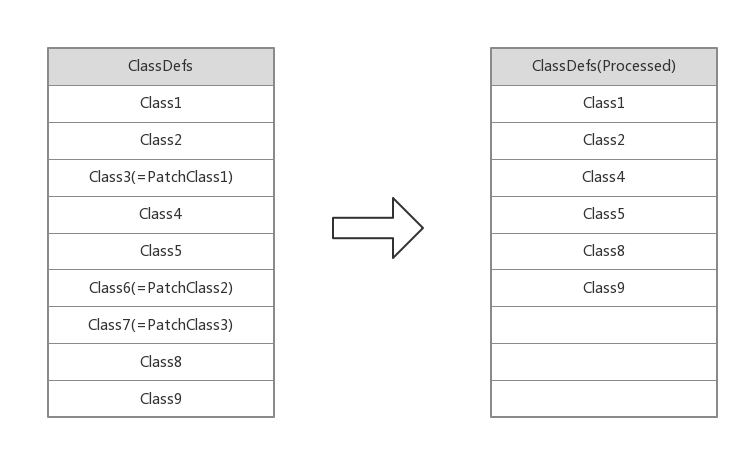 ClassDefs
Class1
Class2
Class3(=PatchClass1)
Class4
Class5
Class6(=PatchClass2)
Class7(=PatchClass3)
Class8
Class9
ClassDefs(Processed)
Class1
Class2
Class4
Class5
Class8
Class9